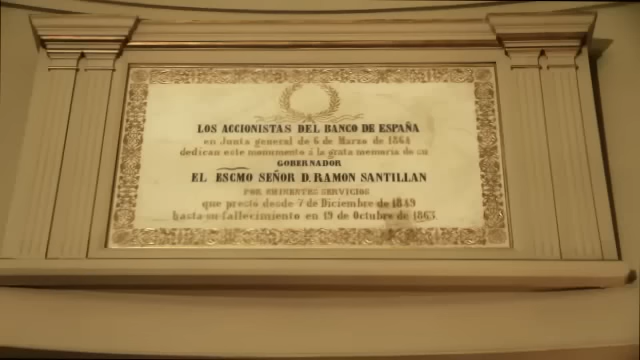 LOS ACCIONISTAS DEL BANCO DE ESPAÑA
en Junta general de 6 de Marzo de 1864
dedican este monumento á la grata memoria de su
GOBERNADOR
EL ESCMO SEÑOR D. RAMON SANTILLAN
POR EMINENTES SERVICIOS
que prestó desde 7 de Diciembre de 1849
hasta su fallecimiento en 19 de Octubre de 1863.